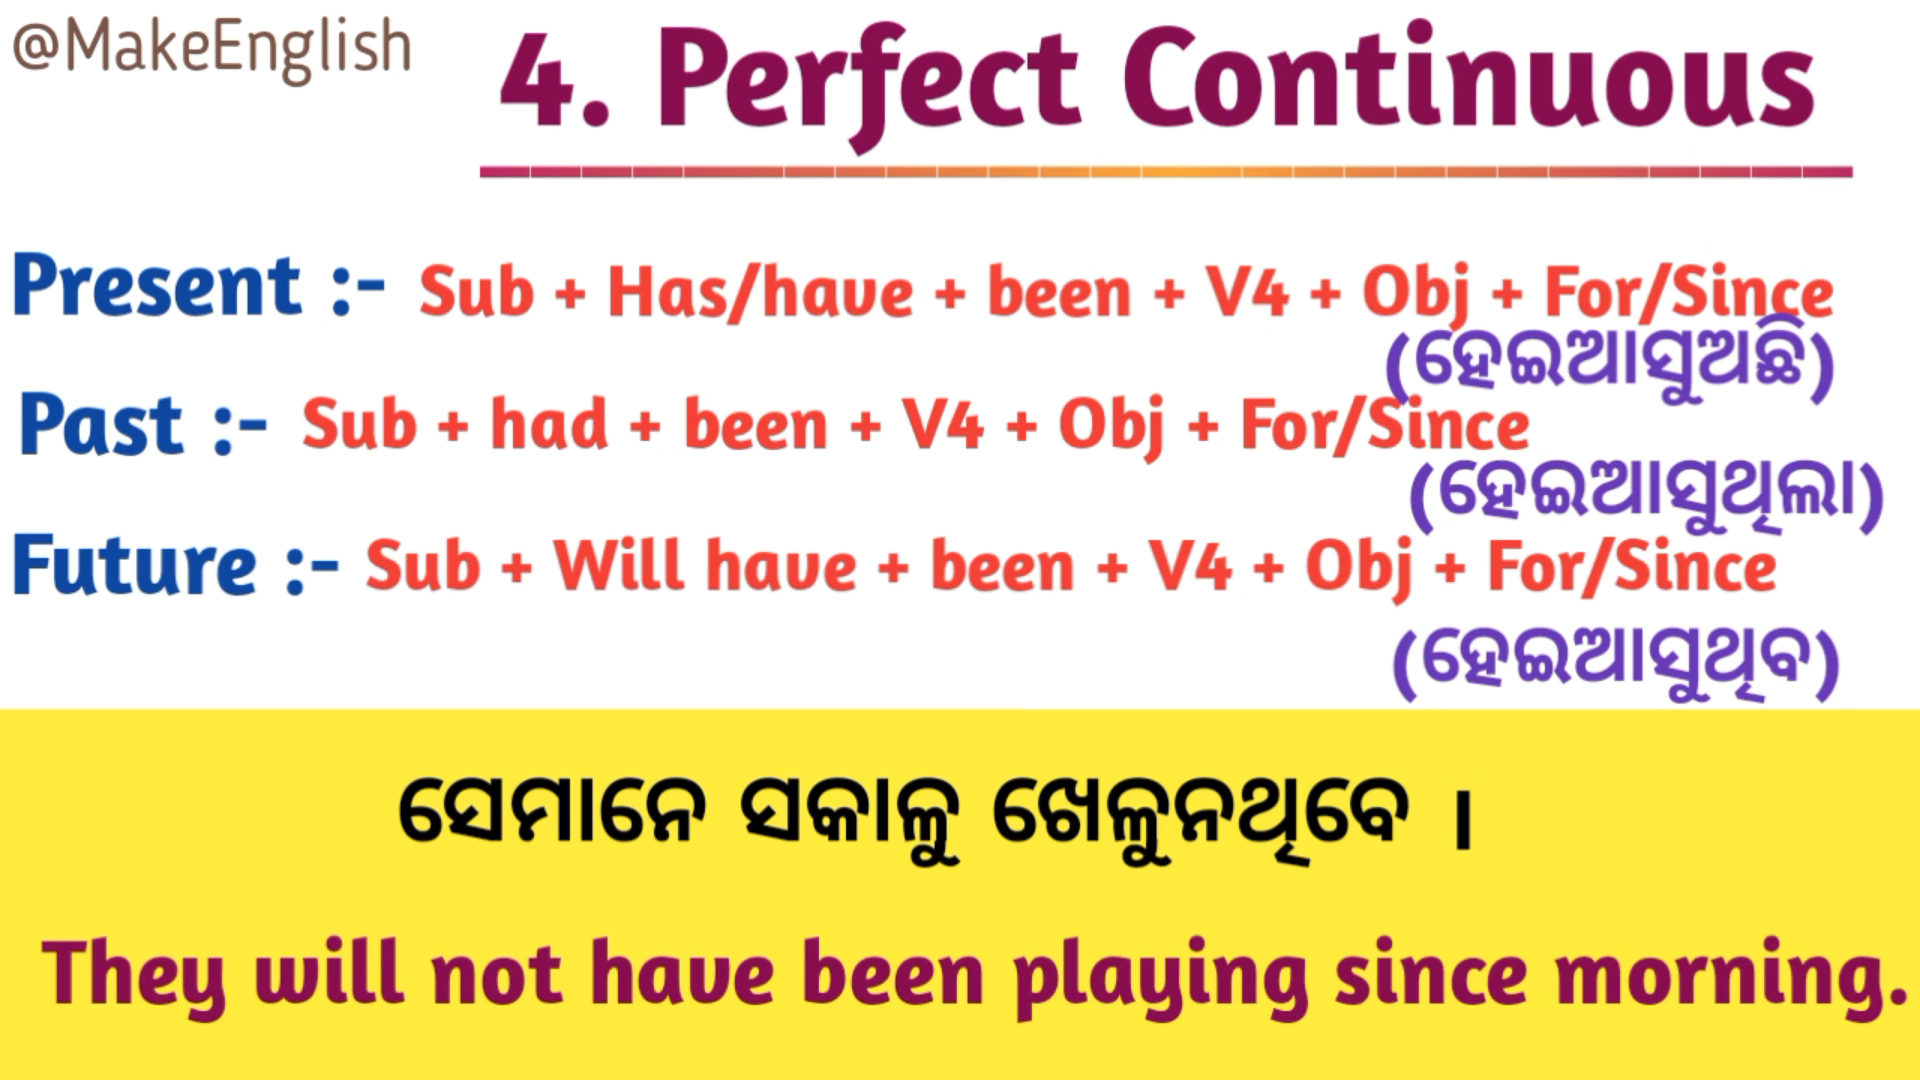 @MakeEnglish
4. Perfect Continuous
Present :- Sub + Has/have + been + V4 + Obj + For/Since
(ହେଇଆସୁଅଛି)
Past :- Sub + had + been + V4 + Obj + For/Since
(ହେଇଆସୁଥିଲା)
Future :- Sub + Will have + been + V4 + Obj + For/Since
(ହେଇଆସୁଥିବ)
ସେମାନେ ସକାଳୁ ଖେଳୁନଥିବେ ।
They will not have been playing since morning.